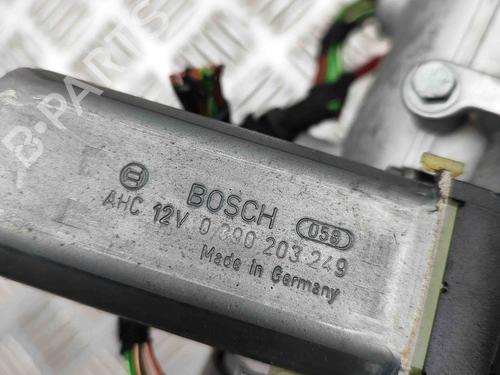 B-PARTS
BOSCH 058
AHC 12V 0 390 203 249
Made in Germany